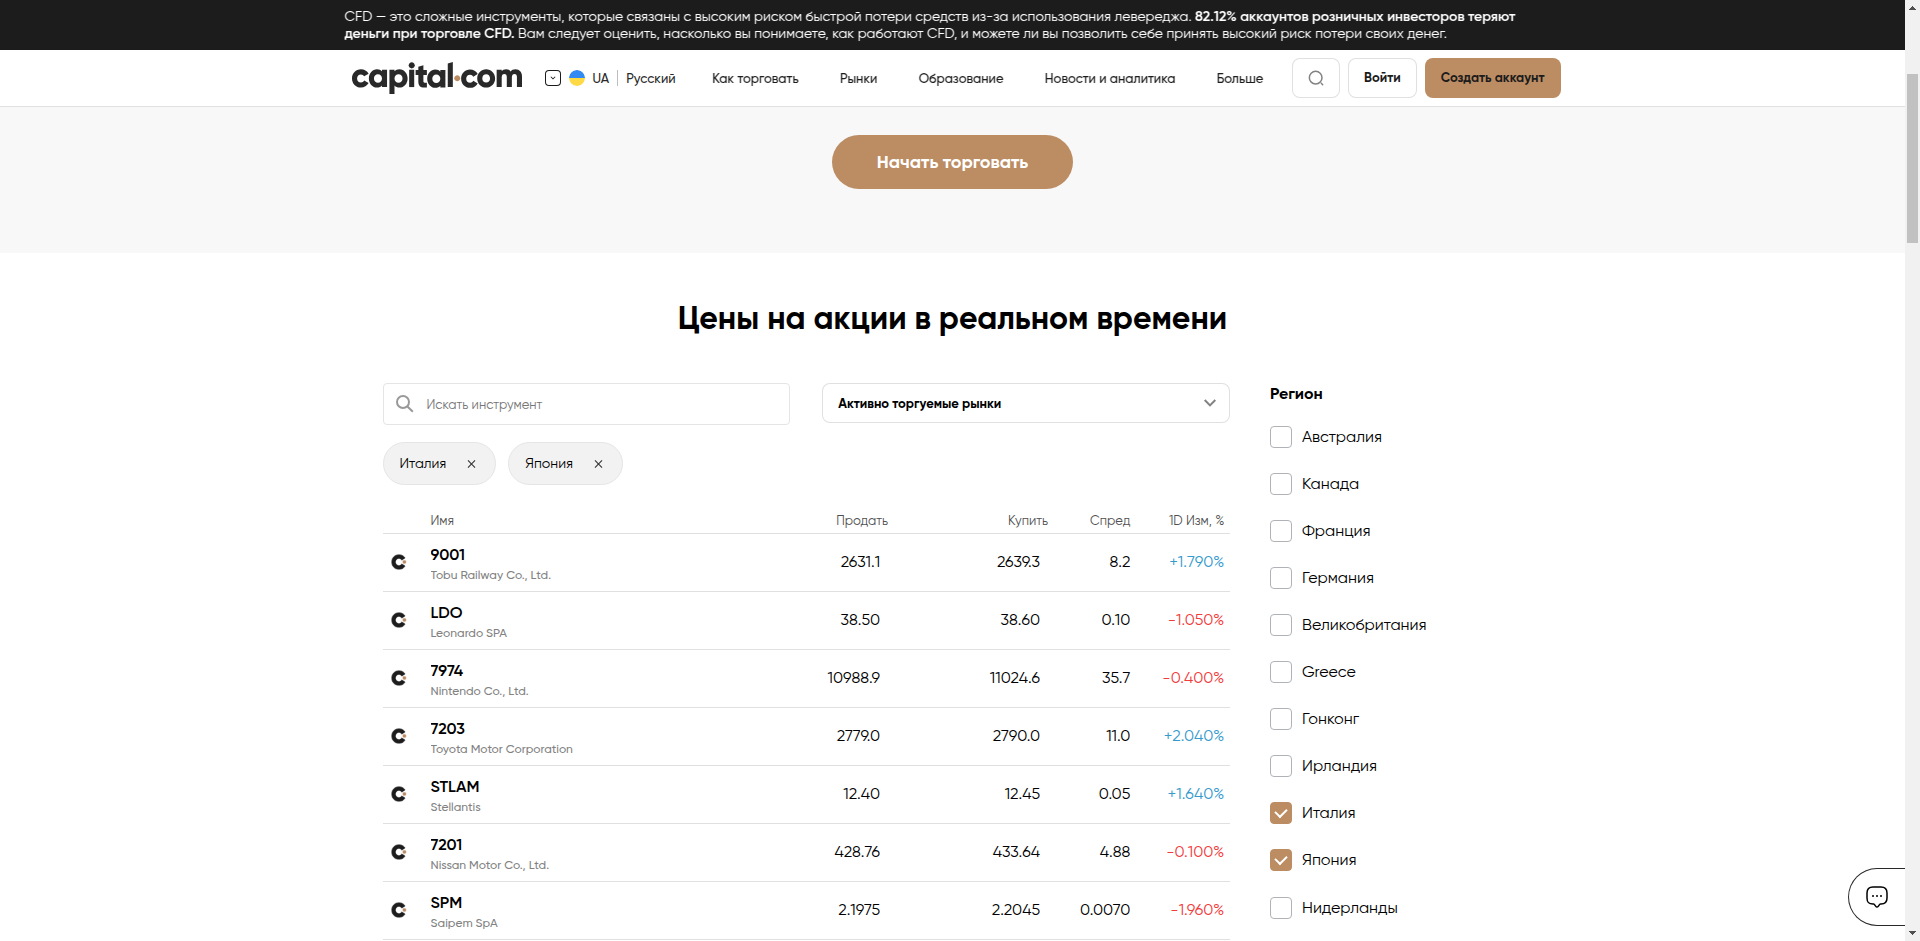 CFD – это сложные инструменты, которые связаны с высоким риском быстрой потери средств из-за использования левереджа. 82.12% аккаунтов розничных инвесторов теряют
деньги при торговле CFD. Вам следует оценить, насколько вы понимаете, как работают CFD, и можете ли вы позволить себе принять высокий риск потери своих денег.
capital.com UA Русский Как торговать Рынки Образование Новости и аналитика Больше Войти Создать аккаунт
Начать торговать
Цены на акции в реальном времени
Искать инструмент
Активно торгуемые рынки
Италия Япония
Имя Продать Купить Спред 1D Изм, %
9001 2631.1 2639.3 8.2 +1.790%
Tobu Railway Co., Ltd.
LDO 38.50 38.60 0.10 -1.050%
Leonardo SPA
7974 10988.9 11024.6 35.7 -0.400%
Nintendo Co., Ltd.
7203 2779.0 2790.0 11.0 +2.040%
Toyota Motor Corporation
STLAM 12.40 12.45 0.05 +1.640%
Stellantis
7201 428.76 433.64 4.88 -0.100%
Nissan Motor Co., Ltd.
SPM 2.1975 2.2045 0.0070 -1.960%
Saipem SpA
Регион
Австралия
Канада
Франция
Германия
Великобритания
Greece
Гонконг
Ирландия
Италия
Япония
Нидерланды